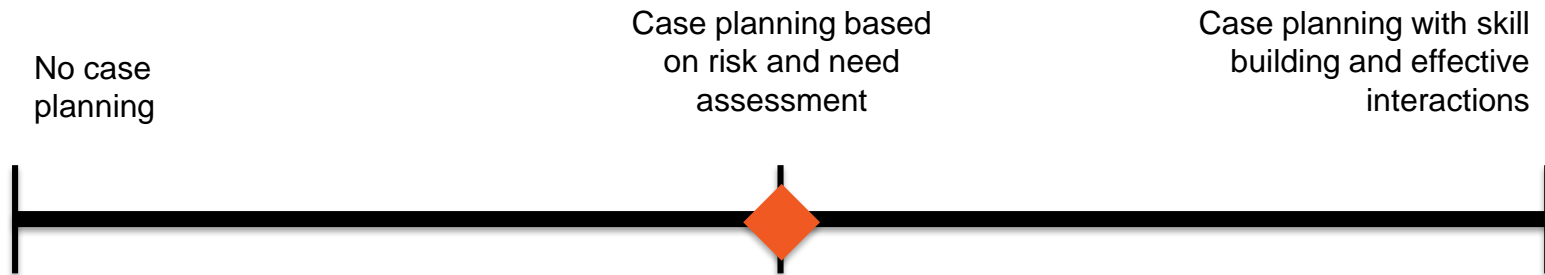 No case
planning
Case planning based
on risk and need
assessment
Case planning with skill
building and effective
interactions